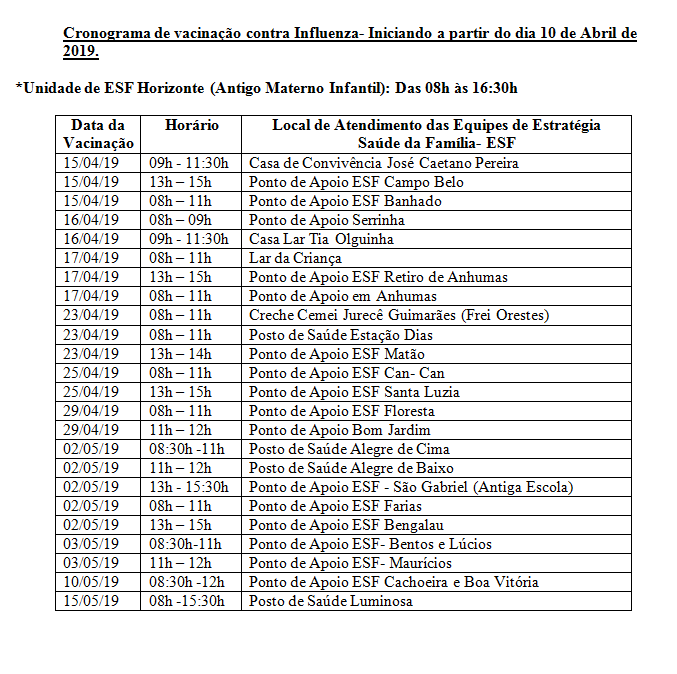 Cronograma de vacinação contra Influenza- Iniciando a partir do dia 10 de Abril de
2019.
*Unidade de ESF Horizonte (Antigo Materno Infantil): Das 08h às 16:30h
Data da Vacinação Horário Local de Atendimento das Equipes de Estratégia Saúde da Família- ESF
15/04/19 09h - 11:30h Casa de Convivência José Caetano Pereira
15/04/19 13h – 15h Ponto de Apoio ESF Campo Belo
15/04/19 08h – 11h Ponto de Apoio ESF Banhado
16/04/19 08h – 09h Ponto de Apoio Serrinha
16/04/19 09h - 11:30h Casa Lar Tia Olguinha
17/04/19 08h – 11h Lar da Criança
17/04/19 13h – 15h Ponto de Apoio ESF Retiro de Anhumas
17/04/19 08h – 11h Ponto de Apoio em Anhumas
23/04/19 08h – 11h Creche Cemei Jurecê Guimarães (Frei Orestes)
23/04/19 08h – 11h Posto de Saúde Estação Dias
23/04/19 13h – 14h Ponto de Apoio ESF Matão
25/04/19 08h – 11h Ponto de Apoio ESF Can- Can
25/04/19 13h – 15h Ponto de Apoio ESF Santa Luzia
29/04/19 08h – 11h Ponto de Apoio ESF Floresta
29/04/19 11h – 12h Ponto de Apoio Bom Jardim
02/05/19 08:30h -11h Posto de Saúde Alegre de Cima
02/05/19 11h – 12h Posto de Saúde Alegre de Baixo
02/05/19 13h - 15:30h Ponto de Apoio ESF - São Gabriel (Antiga Escola)
02/05/19 08h – 11h Ponto de Apoio ESF Farias
02/05/19 13h – 15h Ponto de Apoio ESF Bengalau
03/05/19 08:30h-11h Ponto de Apoio ESF- Bentos e Lúcios
03/05/19 11h – 12h Ponto de Apoio ESF- Maurícios
10/05/19 08:30h -12h Ponto de Apoio ESF Cachoeira e Boa Vitória
15/05/19 08h -15:30h Posto de Saúde Luminosa